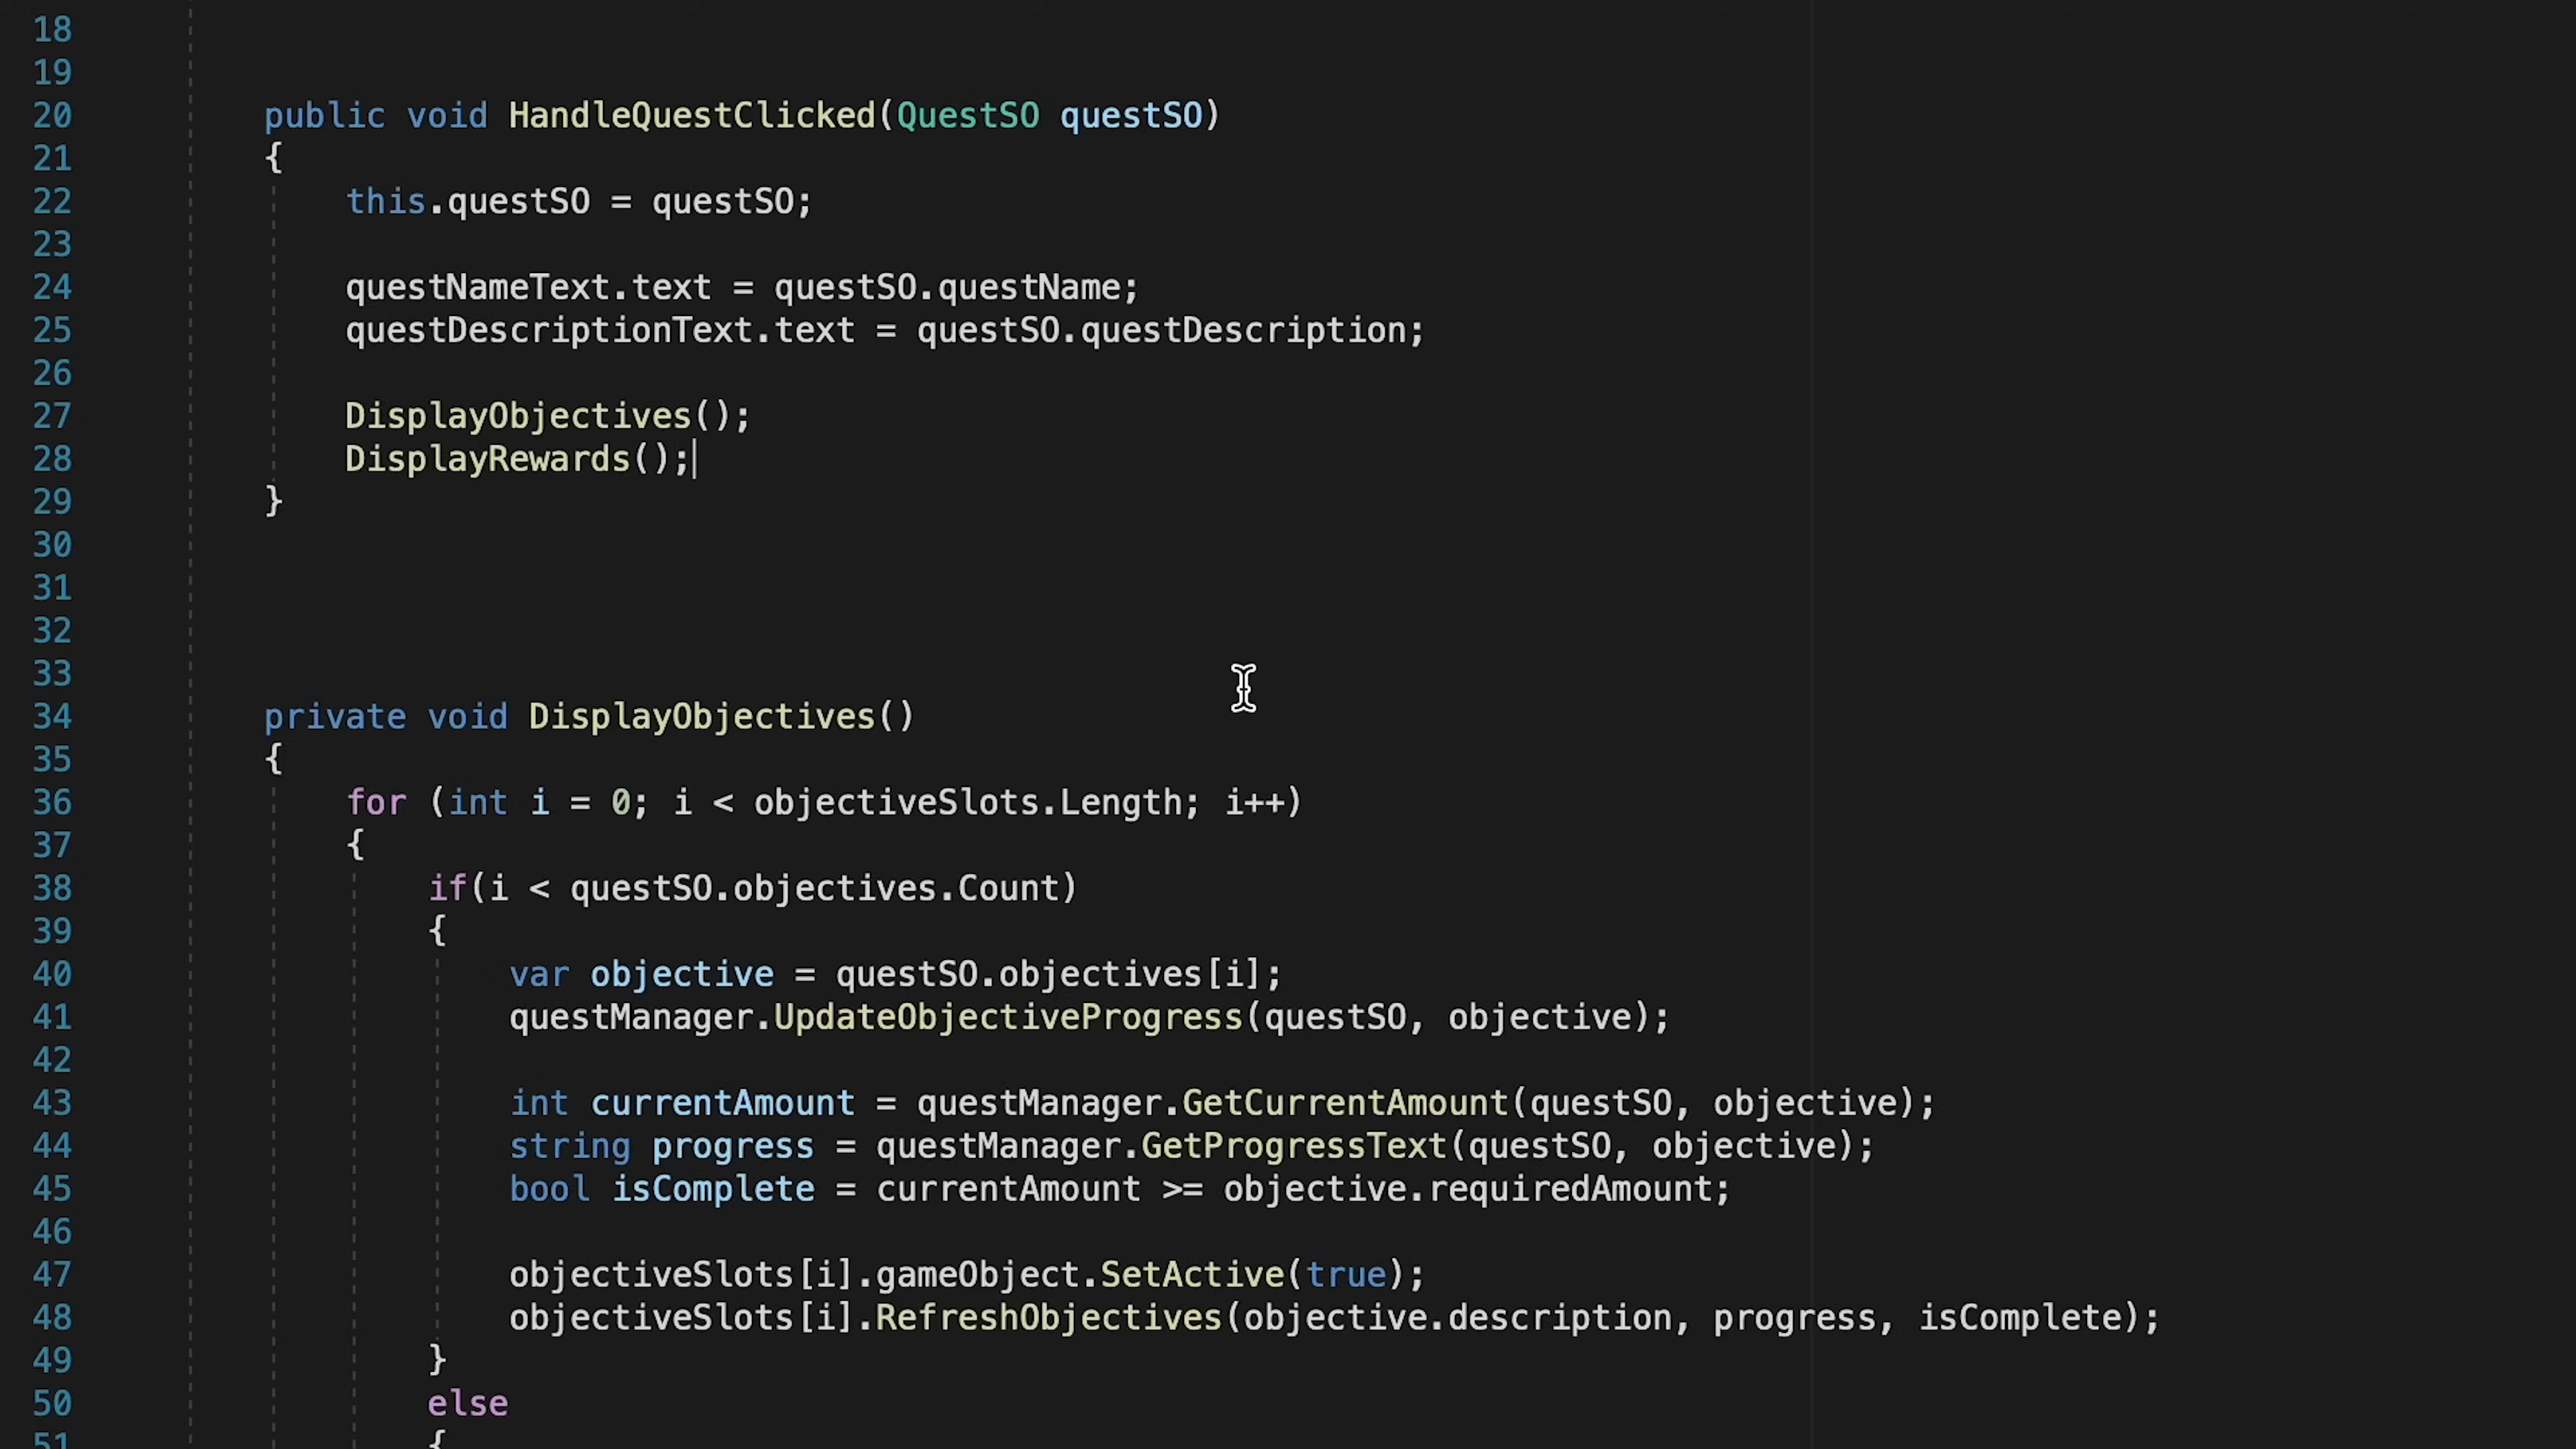 18
19
20 public void HandleQuestClicked(QuestSO questSO)
21 {
22 this.questSO = questSO;
23
24 questNameText.text = questSO.questName;
25 questDescriptionText.text = questSO.questDescription;
26
27 DisplayObjectives();
28 DisplayRewards();
29 }
30
31
32
33
34 private void DisplayObjectives()
35 {
36 for (int i = 0; i < objectiveSlots.Length; i++)
37 {
38 if(i < questSO.objectives.Count)
39 {
40 var objective = questSO.objectives[i];
41 questManager.UpdateObjectiveProgress(questSO, objective);
42
43 int currentAmount = questManager.GetCurrentAmount(questSO, objective);
44 string progress = questManager.GetProgressText(questSO, objective);
45 bool isComplete = currentAmount >= objective.requiredAmount;
46
47 objectiveSlots[i].gameObject.SetActive(true);
48 objectiveSlots[i].RefreshObjectives(objective.description, progress, isComplete);
49 }
50 else
51 {